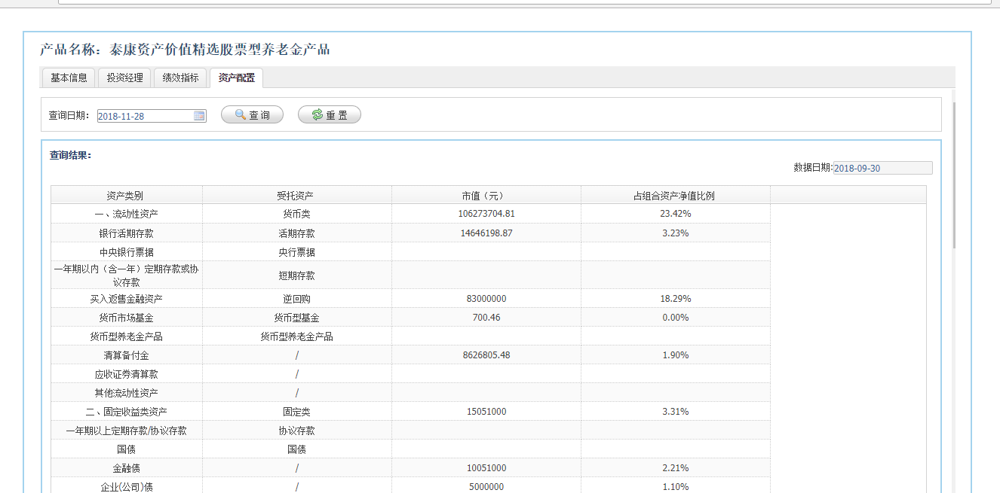 产品名称：泰康资产价值精选股票型养老金产品
基本信息 投资经理 绩效指标 资产配置
查询日期： 2018-11-28 查询 重置
查询结果：
数据日期:2018-09-30
资产类别 受托资产 市值（元） 占组合资产净值比例
一、流动性资产 货币类 106273704.81 23.42%
银行活期存款 活期存款 14646198.87 3.23%
中央银行票据 央行票据
一年期以内（含一年）定期存款或协
议存款 短期存款
买入返售金融资产 逆回购 83000000 18.29%
货币市场基金 货币型基金 700.46 0.00%
货币型养老金产品 货币型养老金产品
清算备付金 / 8626805.48 1.90%
应收证券清算款 /
其他流动性资产 /
二、固定收益类资产 固定类 15051000 3.31%
一年期以上定期存款/协议存款 协议存款
国债 国债
金融债 / 10051000 2.21%
企业(公司)债 / 5000000 1.10%